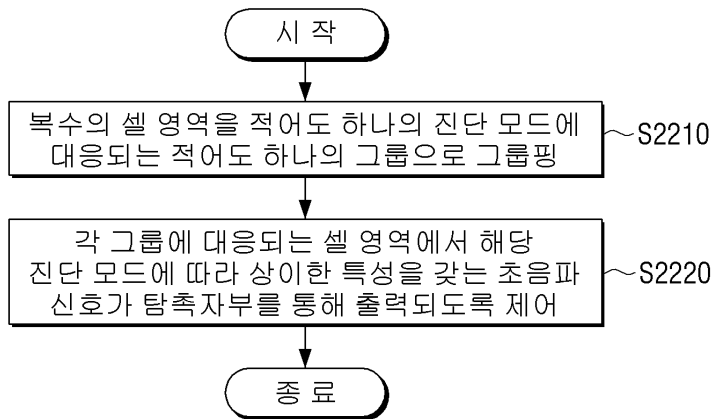 시 작
복수의 셀 영역을 적어도 하나의 진단 모드에
대응되는 적어도 하나의 그룹으로 그룹핑
S2210
각 그룹에 대응되는 셀 영역에서 해당
진단 모드에 따라 상이한 특성을 갖는 초음파
신호가 탐촉자부를 통해 출력되도록 제어
S2220
종 료